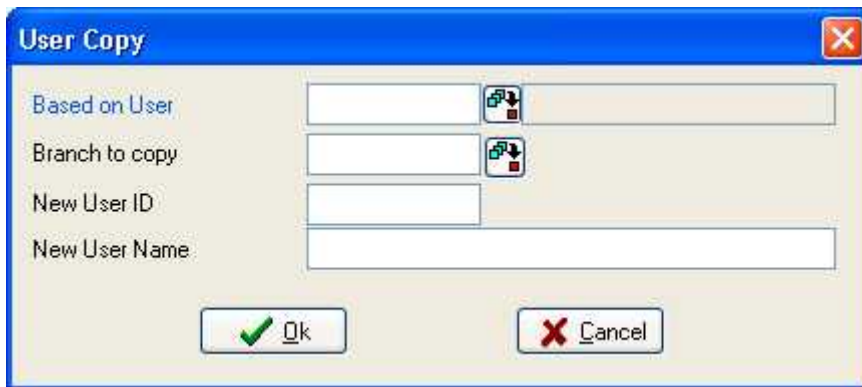 User Copy
Based on User
Branch to copy
New User ID
New User Name
Ok
Cancel